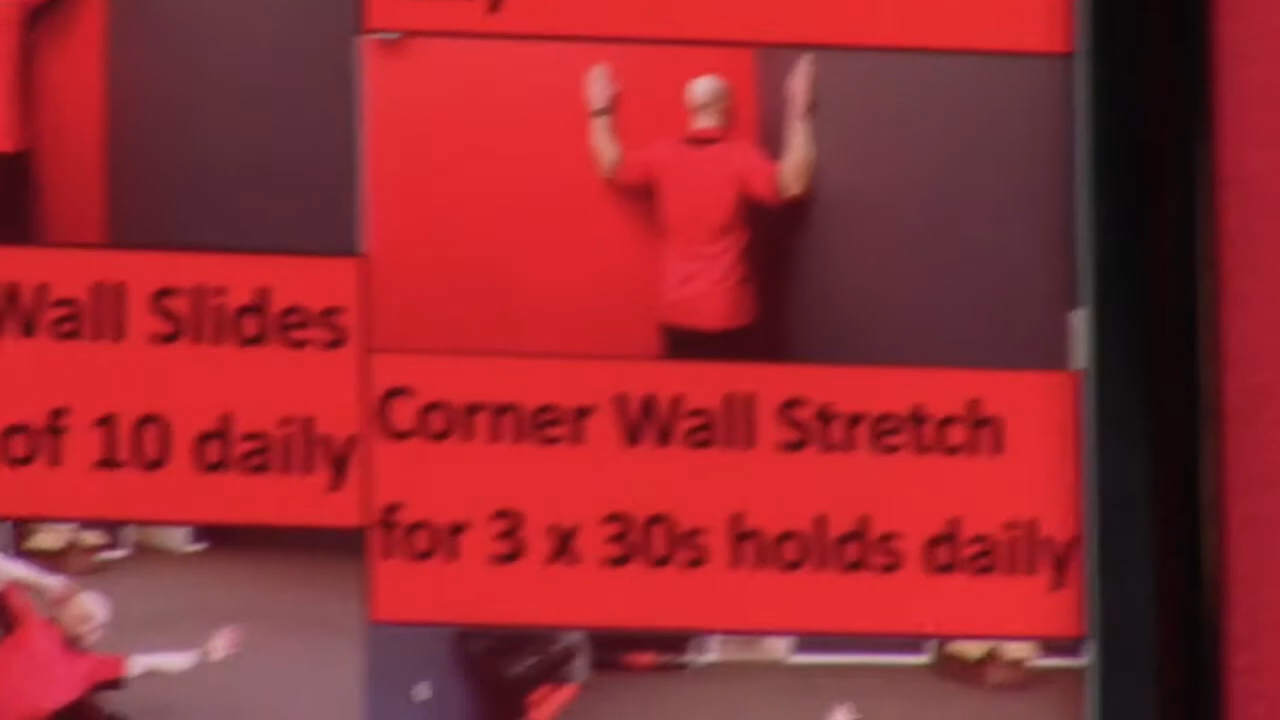 Wall Slides
of 10 daily
Corner Wall Stretch
for 3 x 30s holds daily